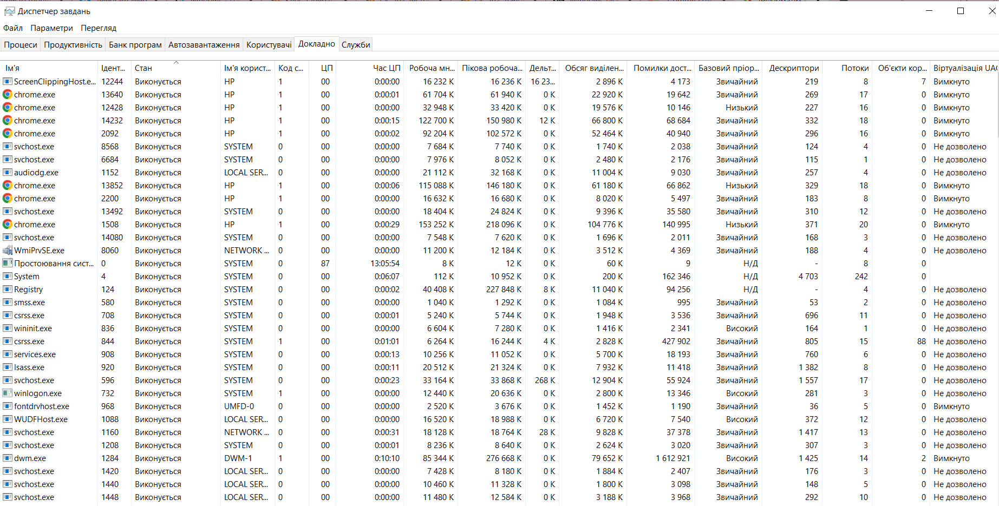 Диспетчер завдань
Файл Параметри Перегляд
Процеси Продуктивність Банк програм Автозавантаження Користувачі Докладно Служби
Ім'я Ідент... Стан Ім'я корист... Код с... ЦП Час ЦП Робоча мн... Пікова робоча... Дельт... Обсяг виділен... Помилки дост... Базовий пріор... Дескриптори Потоки Об'єкти кор... Віртуалізація UAC
ScreenClippingHost.e... 12244 Виконується HP 1 00 0:00:00 16 232 K 16 236 K 16 23... 2 896 K 4 173 Звичайний 219 8 7 Вимкнуто
chrome.exe 13640 Виконується HP 1 00 0:00:01 61 704 K 61 940 K 0 K 22 920 K 19 642 Звичайний 269 17 0 Вимкнуто
chrome.exe 12428 Виконується HP 1 00 0:00:00 32 948 K 33 420 K 0 K 19 576 K 10 146 Низький 227 16 0 Вимкнуто
chrome.exe 14232 Виконується HP 1 00 0:00:15 122 700 K 150 980 K 12 K 66 800 K 68 684 Звичайний 332 18 0 Вимкнуто
chrome.exe 2092 Виконується HP 1 00 0:00:02 92 204 K 102 572 K 0 K 52 464 K 40 940 Звичайний 296 16 0 Вимкнуто
svchost.exe 8568 Виконується SYSTEM 0 00 0:00:00 7 684 K 7 740 K 0 K 1 740 K 2 038 Звичайний 124 4 0 Не дозволено
svchost.exe 6684 Виконується SYSTEM 0 00 0:00:00 7 976 K 8 052 K 0 K 2 480 K 2 176 Звичайний 115 1 0 Не дозволено
audiodg.exe 1152 Виконується LOCAL SER... 0 00 0:00:00 21 112 K 32 168 K 0 K 11 004 K 9 030 Звичайний 257 4 0 Не дозволено
chrome.exe 13852 Виконується HP 1 00 0:00:06 115 088 K 146 180 K 0 K 61 180 K 66 862 Низький 329 18 0 Вимкнуто
chrome.exe 2200 Виконується HP 1 00 0:00:00 16 632 K 16 680 K 0 K 8 020 K 5 497 Звичайний 183 8 0 Вимкнуто
svchost.exe 13492 Виконується SYSTEM 0 00 0:00:00 18 404 K 24 824 K 0 K 9 396 K 35 580 Звичайний 310 12 0 Не дозволено
chrome.exe 1508 Виконується HP 1 00 0:00:29 153 252 K 218 096 K 0 K 104 776 K 140 995 Низький 371 20 0 Вимкнуто
svchost.exe 14080 Виконується SYSTEM 0 00 0:00:00 7 548 K 7 620 K 0 K 1 696 K 2 011 Звичайний 168 3 0 Не дозволено
WmiPrvSE.exe 8060 Виконується NETWORK ... 0 00 0:00:00 11 200 K 12 184 K 0 K 3 512 K 4 369 Звичайний 188 4 0 Не дозволено
Простоювання сист... 0 Виконується SYSTEM 0 87 13:05:54 8 K 12 K 0 K 60 K 9 Н/Д - 8 0
System 4 Виконується SYSTEM 0 00 0:06:07 112 K 10 952 K 0 K 200 K 162 346 Н/Д 4 703 242 0
Registry 124 Виконується SYSTEM 0 00 0:00:02 40 408 K 227 848 K 8 K 11 040 K 94 256 Н/Д - 4 0 Не дозволено
smss.exe 580 Виконується SYSTEM 0 00 0:00:00 1 040 K 1 292 K 0 K 1 084 K 995 Звичайний 53 2 0 Не дозволено
csrss.exe 708 Виконується SYSTEM 0 00 0:00:01 5 240 K 5 744 K 0 K 1 948 K 3 536 Звичайний 696 11 0 Не дозволено
wininit.exe 836 Виконується SYSTEM 0 00 0:00:00 6 604 K 7 280 K 0 K 1 416 K 2 341 Високий 164 1 0 Не дозволено
csrss.exe 844 Виконується SYSTEM 1 00 0:01:01 6 264 K 16 244 K 4 K 2 828 K 427 902 Звичайний 805 15 88 Не дозволено
services.exe 908 Виконується SYSTEM 0 00 0:00:13 10 256 K 11 052 K 0 K 5 700 K 18 193 Звичайний 760 6 0 Не дозволено
lsass.exe 920 Виконується SYSTEM 0 00 0:00:11 20 512 K 21 324 K 0 K 7 932 K 11 418 Звичайний 1 382 8 0 Не дозволено
svchost.exe 596 Виконується SYSTEM 0 00 0:00:23 33 164 K 33 868 K 268 K 12 904 K 55 924 Звичайний 1 557 17 0 Не дозволено
winlogon.exe 732 Виконується SYSTEM 1 00 0:00:00 12 440 K 20 636 K 0 K 2 800 K 13 346 Високий 281 3 0 Не дозволено
fontdrvhost.exe 968 Виконується UMFD-0 0 00 0:00:00 2 520 K 3 676 K 0 K 1 452 K 1 190 Звичайний 36 5 0 Вимкнуто
WUDFHost.exe 1088 Виконується LOCAL SER... 0 00 0:00:00 16 520 K 18 988 K 0 K 6 720 K 7 540 Високий 372 12 0 Не дозволено
svchost.exe 1160 Виконується NETWORK ... 0 00 0:00:31 18 128 K 18 764 K 28 K 9 828 K 37 378 Звичайний 1 417 13 0 Не дозволено
svchost.exe 1208 Виконується SYSTEM 0 00 0:00:01 8 236 K 8 640 K 0 K 2 624 K 3 020 Звичайний 307 3 0 Не дозволено
dwm.exe 1284 Виконується DWM-1 1 00 0:10:10 85 344 K 276 668 K 0 K 79 652 K 1 612 921 Високий 1 425 14 2 Вимкнуто
svchost.exe 1420 Виконується LOCAL SER... 0 00 0:00:00 7 428 K 8 180 K 0 K 1 884 K 2 407 Звичайний 176 3 0 Не дозволено
svchost.exe 1440 Виконується LOCAL SER... 0 00 0:00:00 10 460 K 11 328 K 0 K 1 800 K 3 098 Звичайний 148 5 0 Не дозволено
svchost.exe 1448 Виконується LOCAL SER... 0 00 0:00:00 11 480 K 12 584 K 0 K 3 188 K 3 968 Звичайний 292 10 0 Не дозволено